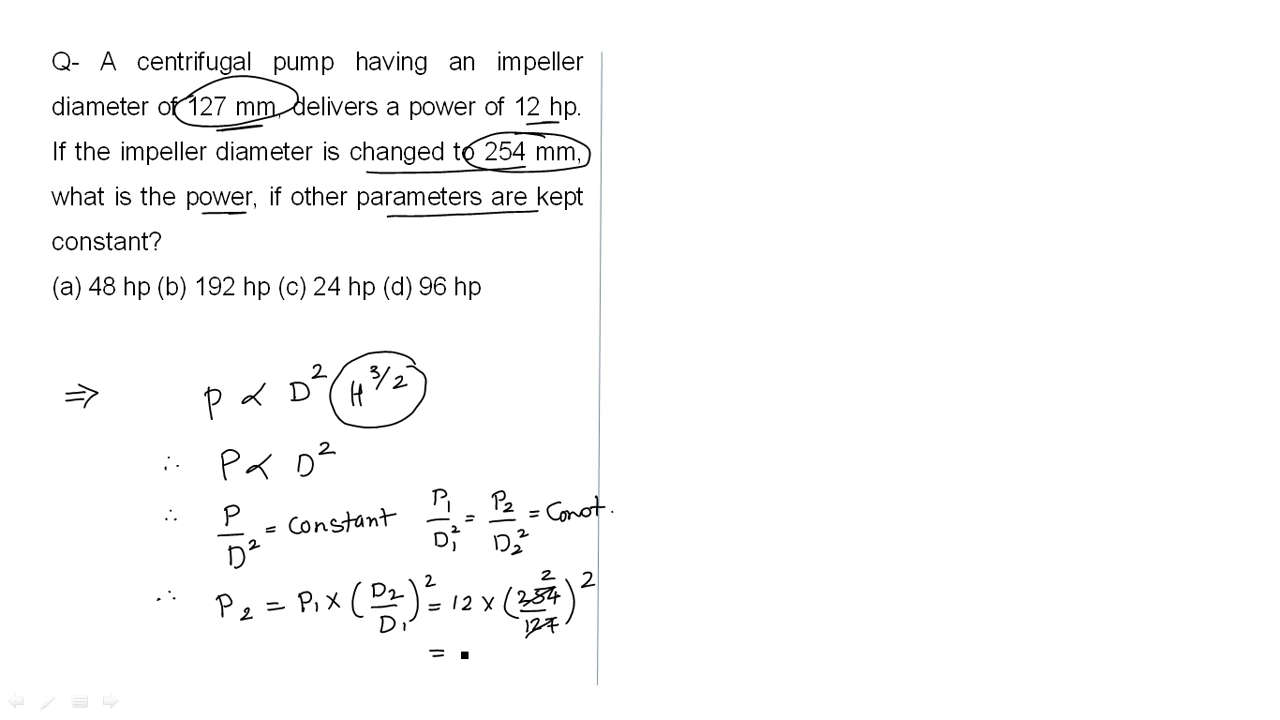 Q- A centrifugal pump having an impeller
diameter of 127 mm, delivers a power of 12 hp.
If the impeller diameter is changed to 254 mm,
what is the power, if other parameters are kept
constant?
(a) 48 hp (b) 192 hp (c) 24 hp (d) 96 hp
⇒ P ∝ D² H^3/2
∴ P ∝ D²
∴ P/D² = constant P₁/D₁² = P₂/D₂² = Const.
∴ P₂ = P₁ × (D₂/D₁)² = 12 × (254/127)² 2
=